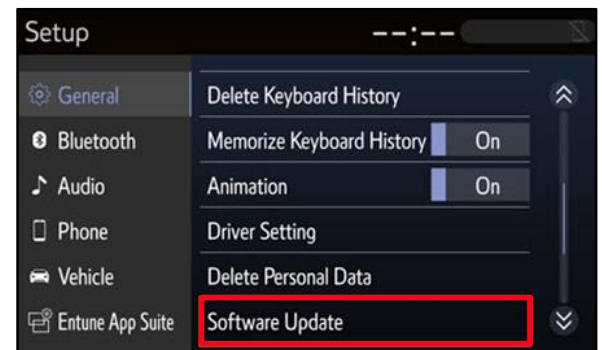 Setup --:--
General
Bluetooth
Audio
Phone
Vehicle
Entune App Suite
Delete Keyboard History
Memorize Keyboard History On
Animation On
Driver Setting
Delete Personal Data
Software Update